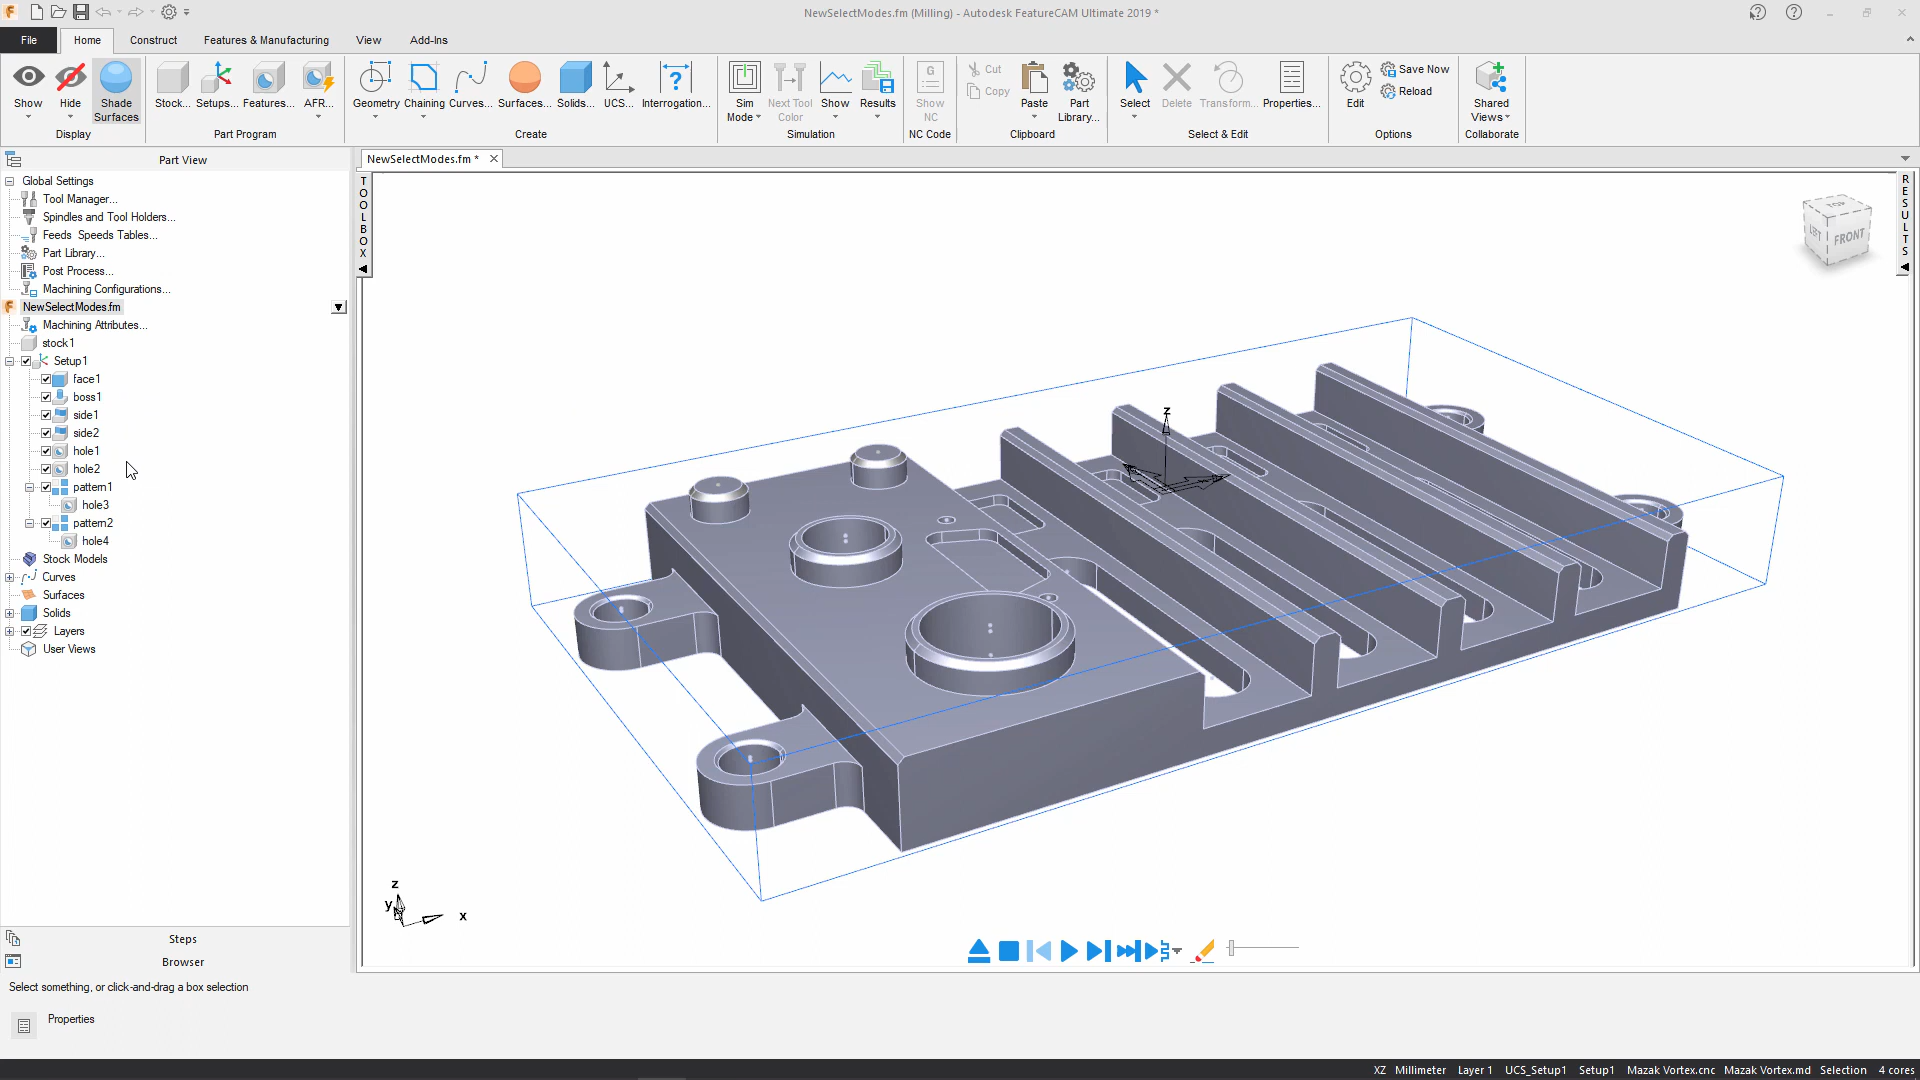 NewSelectModes.fm (Milling) - Autodesk FeatureCAM Ultimate 2019 *
File
Home
Construct
Features & Manufacturing
View
Add-Ins
Show
Hide
Shade
Surfaces
Display
Stock...
Setups...
Features...
AFR...
Part Program
Geometry
Chaining
Curves...
Surfaces...
Solids...
UCS...
Interrogation...
Create
Sim
Mode
Next Tool
Color
Show
Results
Simulation
G
N
Show
NC
NC Code
Cut
Copy
Paste
Part
Library...
Clipboard
Select
Delete
Transform...
Properties...
Select & Edit
Edit
Save Now
Reload
Options
Shared
Views
Collaborate
Part View
NewSelectModes.fm *
Global Settings
Tool Manager...
Spindles and Tool Holders...
Feeds Speeds Tables...
Part Library...
Post Process...
Machining Configurations...
NewSelectModes.fm
Machining Attributes...
stock1
Setup1
face1
boss1
side1
side2
hole1
hole2
pattern1
hole3
pattern2
hole4
Stock Models
Curves
Surfaces
Solids
Layers
User Views
TOOLBOX
RESULTS
TOP
LEFT
FRONT
z
z
y
x
Steps
Browser
Select something, or click-and-drag a box selection
Properties
XZ Millimeter Layer 1 UCS_Setup1 Setup1 Mazak Vortex.cnc Mazak Vortex.md Selection 4 cores